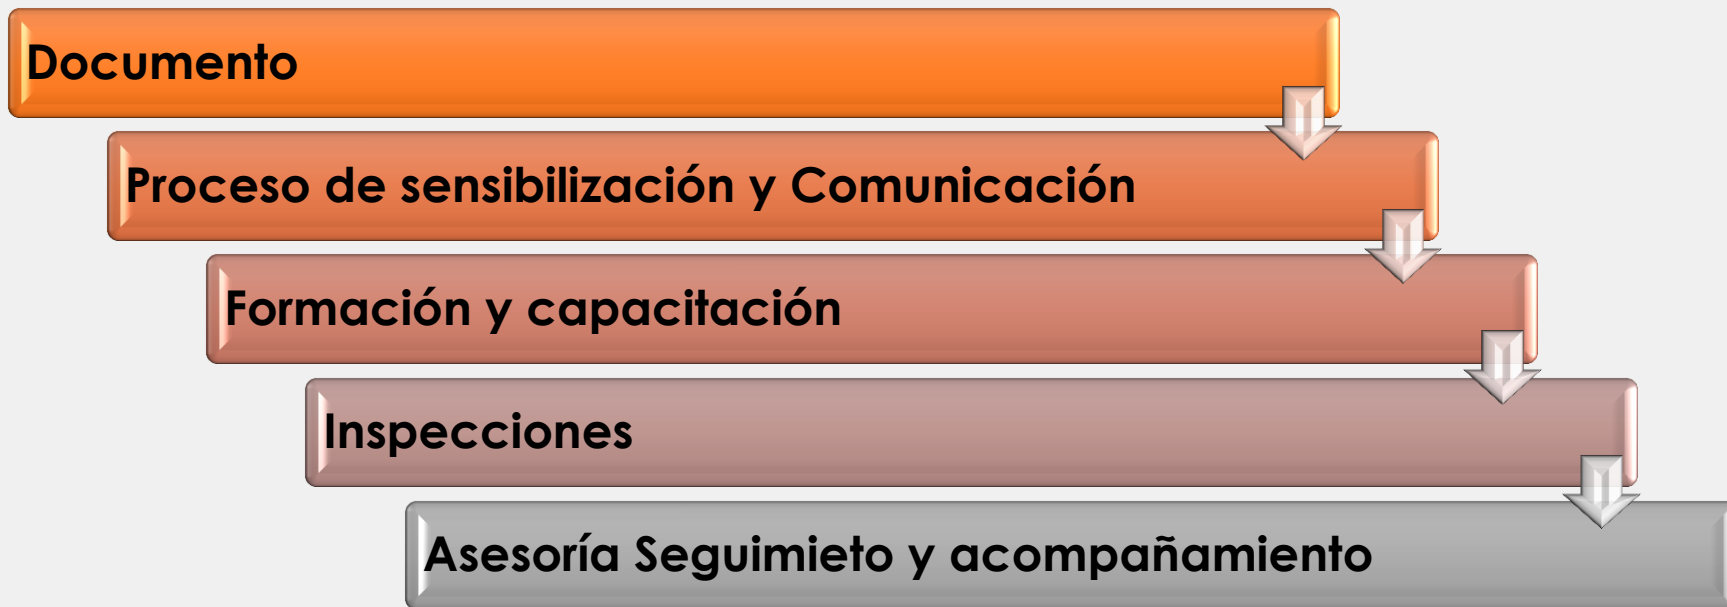 Documento
Proceso de sensibilización y Comunicación
Formación y capacitación
Inspecciones
Asesoría Seguimieto y acompañamiento